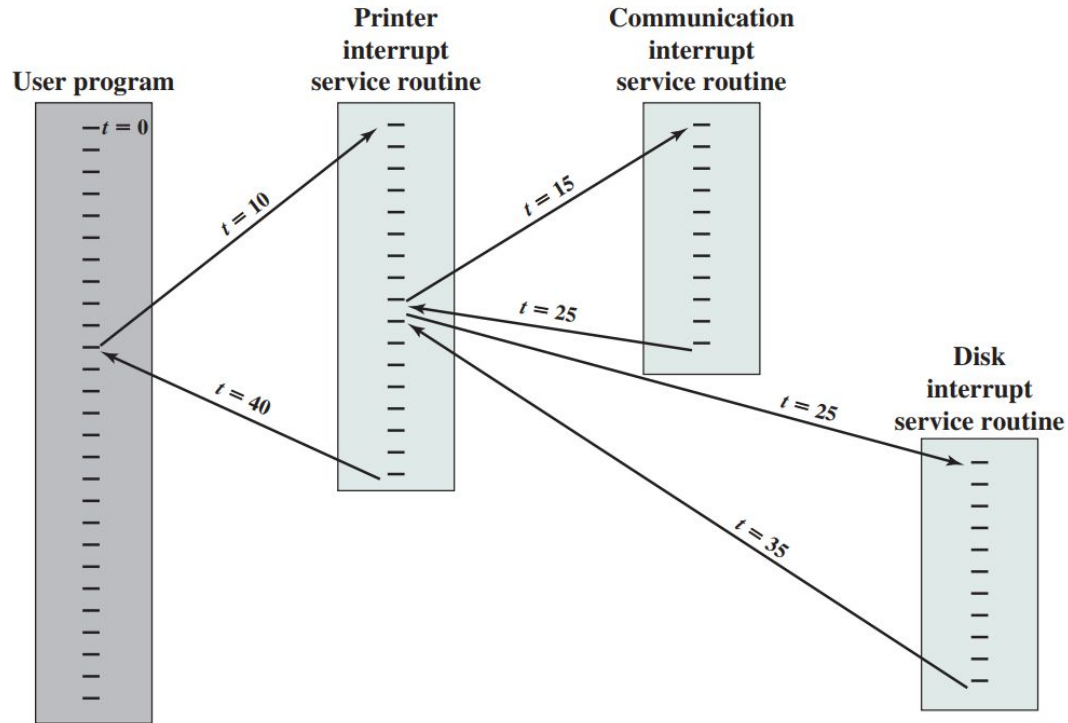 Printer
interrupt
service routine
Communication
interrupt
service routine
User program
t = 0
t = 10
t = 15
t = 25
t = 40
t = 25
t = 35
Disk
interrupt
service routine